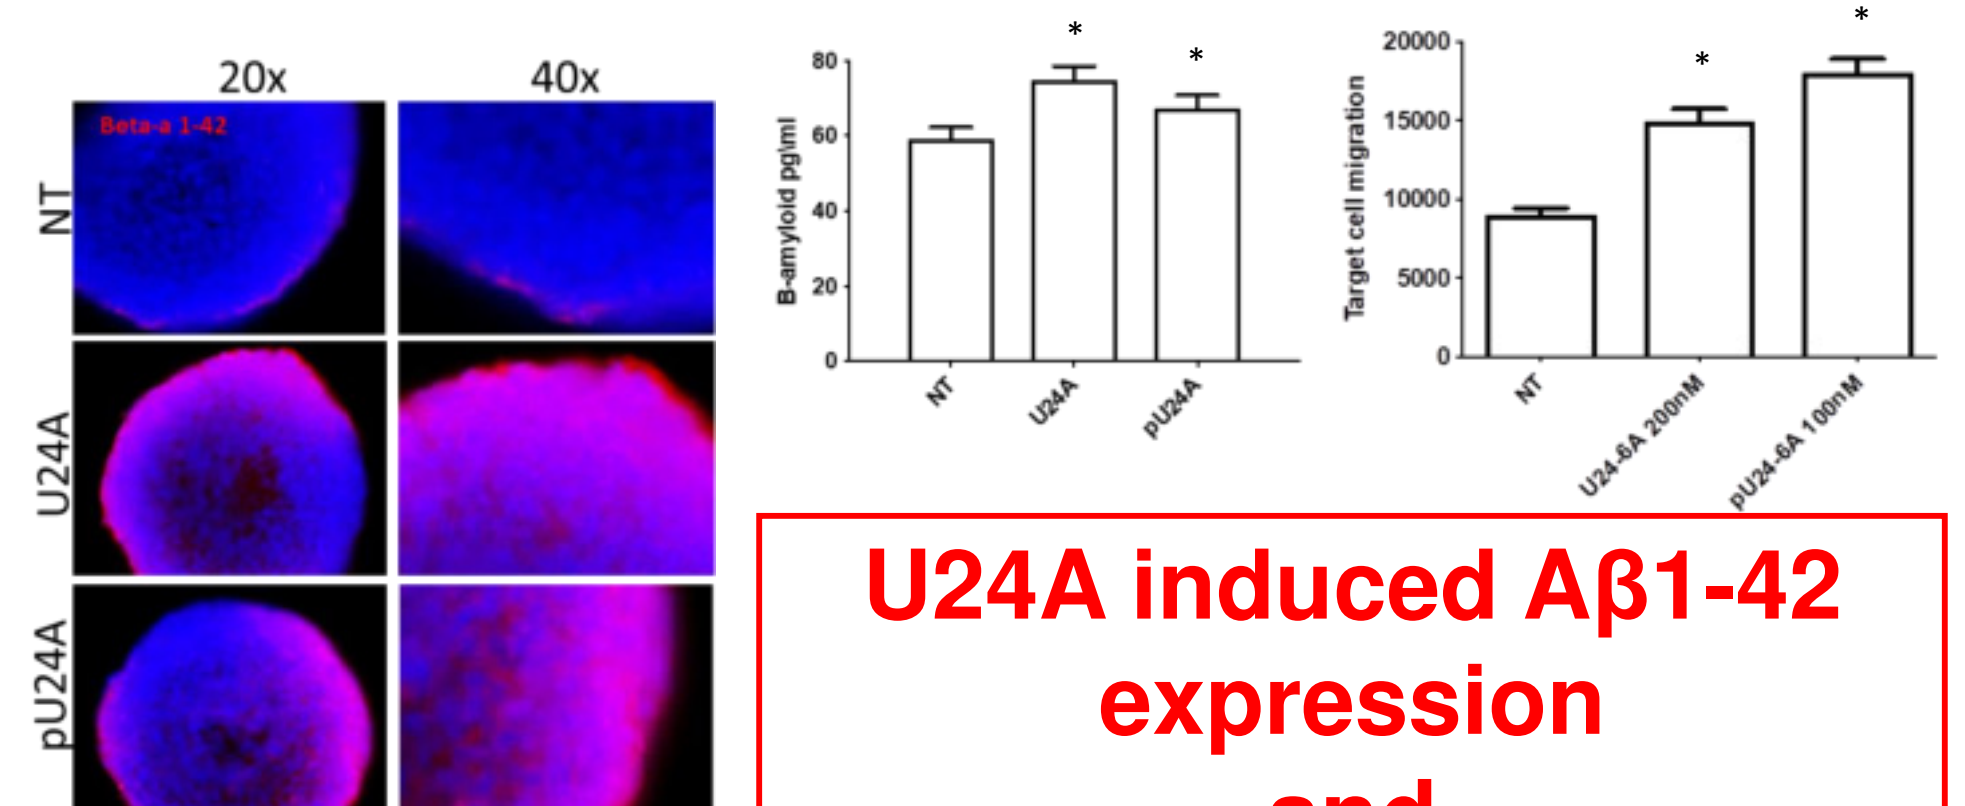 20x 40x
Beta-a 1-42
NT
U24A
pU24A
B-amyloid pg\ml
80
60
40
20
0
*
*
NT
U24A
pU24A
Target cell migration
20000
15000
10000
5000
0
*
*
NT
U24-6A 200nM
pU24-6A 100nM
U24A induced Aβ1-42
expression
and